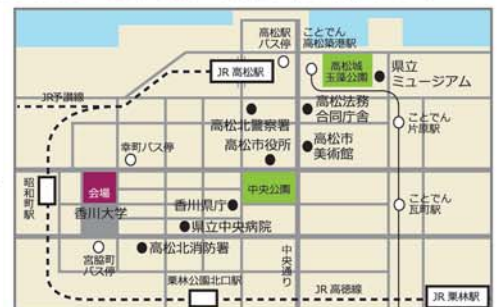 高松駅
バス停
ことでん
高松築港駅
JR 高松駅
高松城
玉藻公園
県立
ミュージアム
JR予讃線
高松法務
合同庁舎
ことでん
片原駅
高松北警察署
高松市役所
高松市
美術館
幸町バス停
昭和町駅
会場
香川大学
中央公園
香川県庁
ことでん
瓦町駅
県立中央病院
宮脇町
バス停
高松北消防署
中央通り
栗林公園北口駅
JR 高徳線
JR 栗林駅